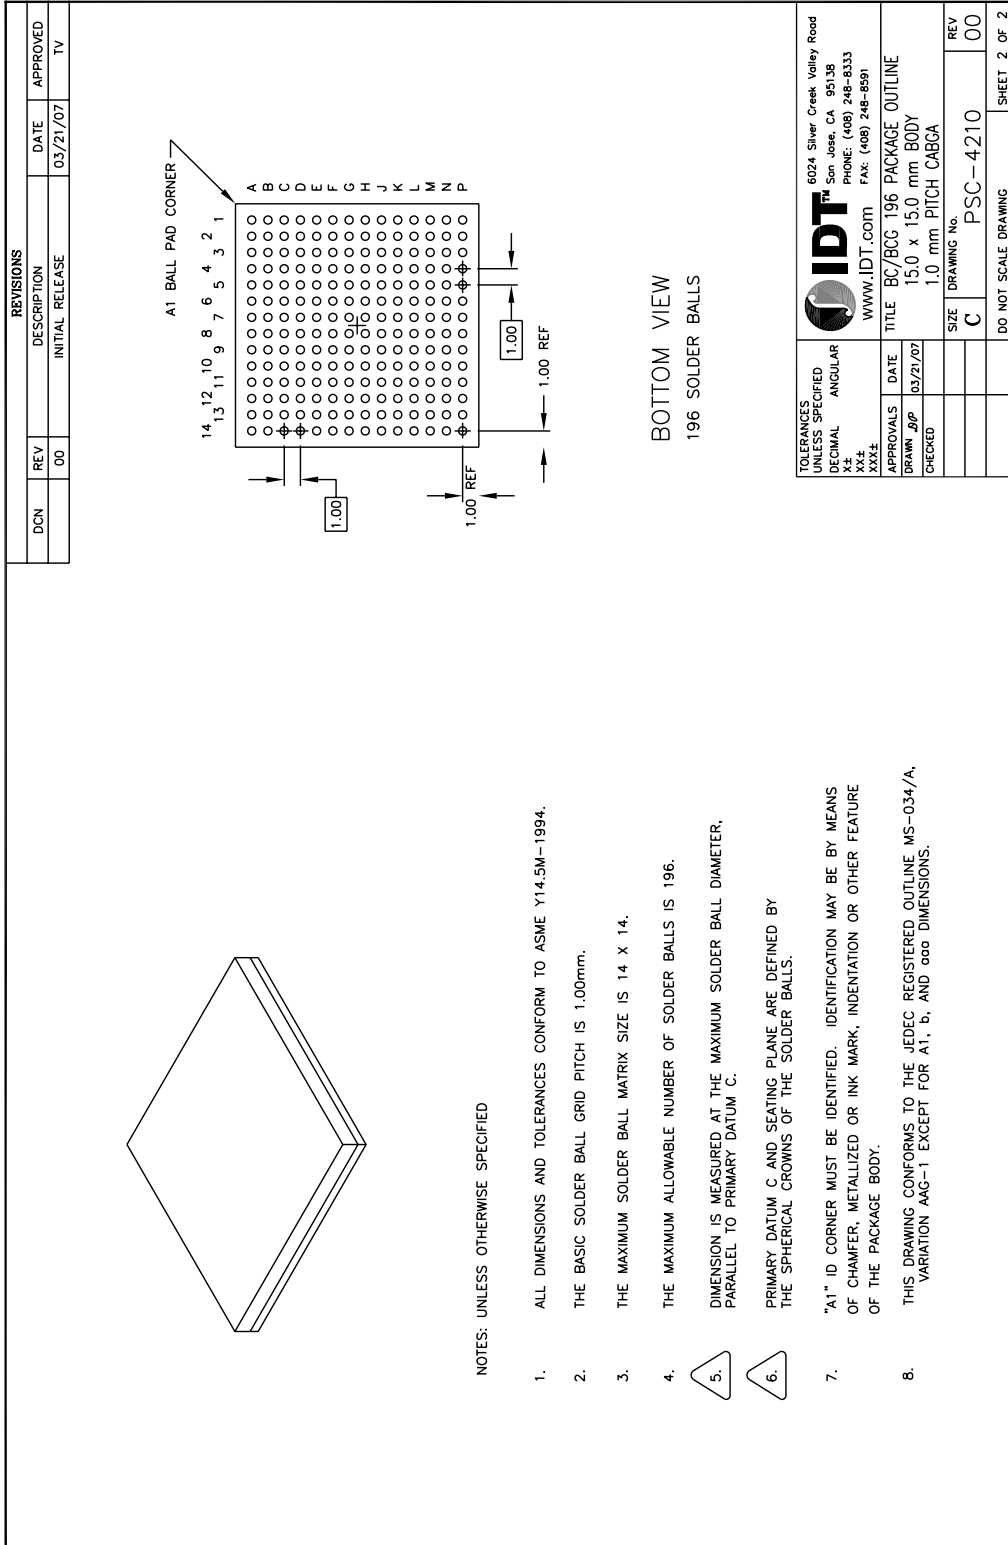 REVISIONS
DCN REV DESCRIPTION DATE APPROVED
00 INITIAL RELEASE 03/21/07 TV
A1 BALL PAD CORNER
14 13 12 11 10 9 8 7 6 5 4 3 2 1
A
B
C
D
E
F
G
H
J
K
L
M
N
P
1.00
1.00 REF
1.00
1.00 REF
BOTTOM VIEW
196 SOLDER BALLS
NOTES: UNLESS OTHERWISE SPECIFIED
1. ALL DIMENSIONS AND TOLERANCES CONFORM TO ASME Y14.5M-1994.
2. THE BASIC SOLDER BALL GRID PITCH IS 1.00mm.
3. THE MAXIMUM SOLDER BALL MATRIX SIZE IS 14 X 14.
4. THE MAXIMUM ALLOWABLE NUMBER OF SOLDER BALLS IS 196.
5. DIMENSION IS MEASURED AT THE MAXIMUM SOLDER BALL DIAMETER,
PARALLEL TO PRIMARY DATUM C.
6. PRIMARY DATUM C AND SEATING PLANE ARE DEFINED BY
THE SPHERICAL CROWNS OF THE SOLDER BALLS.
7. "A1" ID CORNER MUST BE IDENTIFIED. IDENTIFICATION MAY BE BY MEANS
OF CHAMFER, METALLIZED OR INK MARK, INDENTATION OR OTHER FEATURE
OF THE PACKAGE BODY.
8. THIS DRAWING CONFORMS TO THE JEDEC REGISTERED OUTLINE MS-034/A,
VARIATION AAG-1 EXCEPT FOR A1, b, AND aaa DIMENSIONS.
TOLERANCES
UNLESS SPECIFIED
DECIMAL ANGULAR
X±
XX±
XXX±
APPROVALS DATE
DRAWN 03/21/07
CHECKED
IDT™
www.IDT.com
6024 Silver Creek Valley Road
San Jose, CA 95138
PHONE: (408) 248-8333
FAX: (408) 248-8591
TITLE BC/BCG 196 PACKAGE OUTLINE
15.0 x 15.0 mm BODY
1.0 mm PITCH CABGA
SIZE DRAWING No. REV
C PSC-4210 00
DO NOT SCALE DRAWING SHEET 2 OF 2